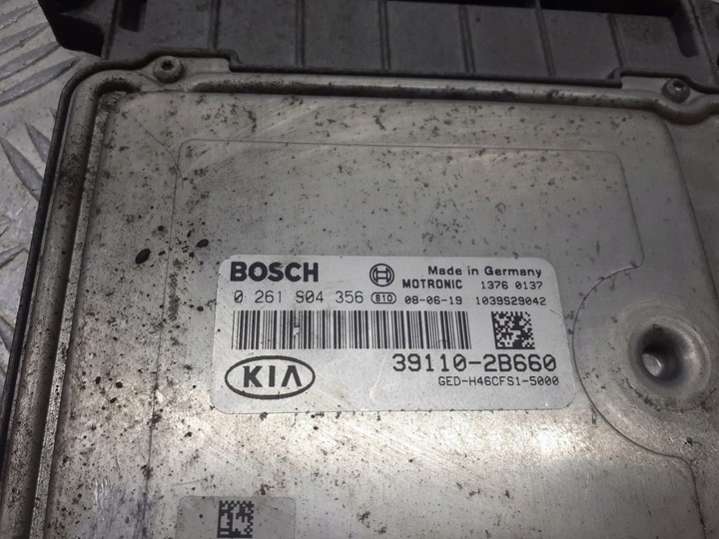 BOSCH Made in Germany
MOTRONIC 1376 0137
0 261 S04 356 B10 08-06-19 1039S29042
39110-2B660
KIA GED-H46CFS1-5000